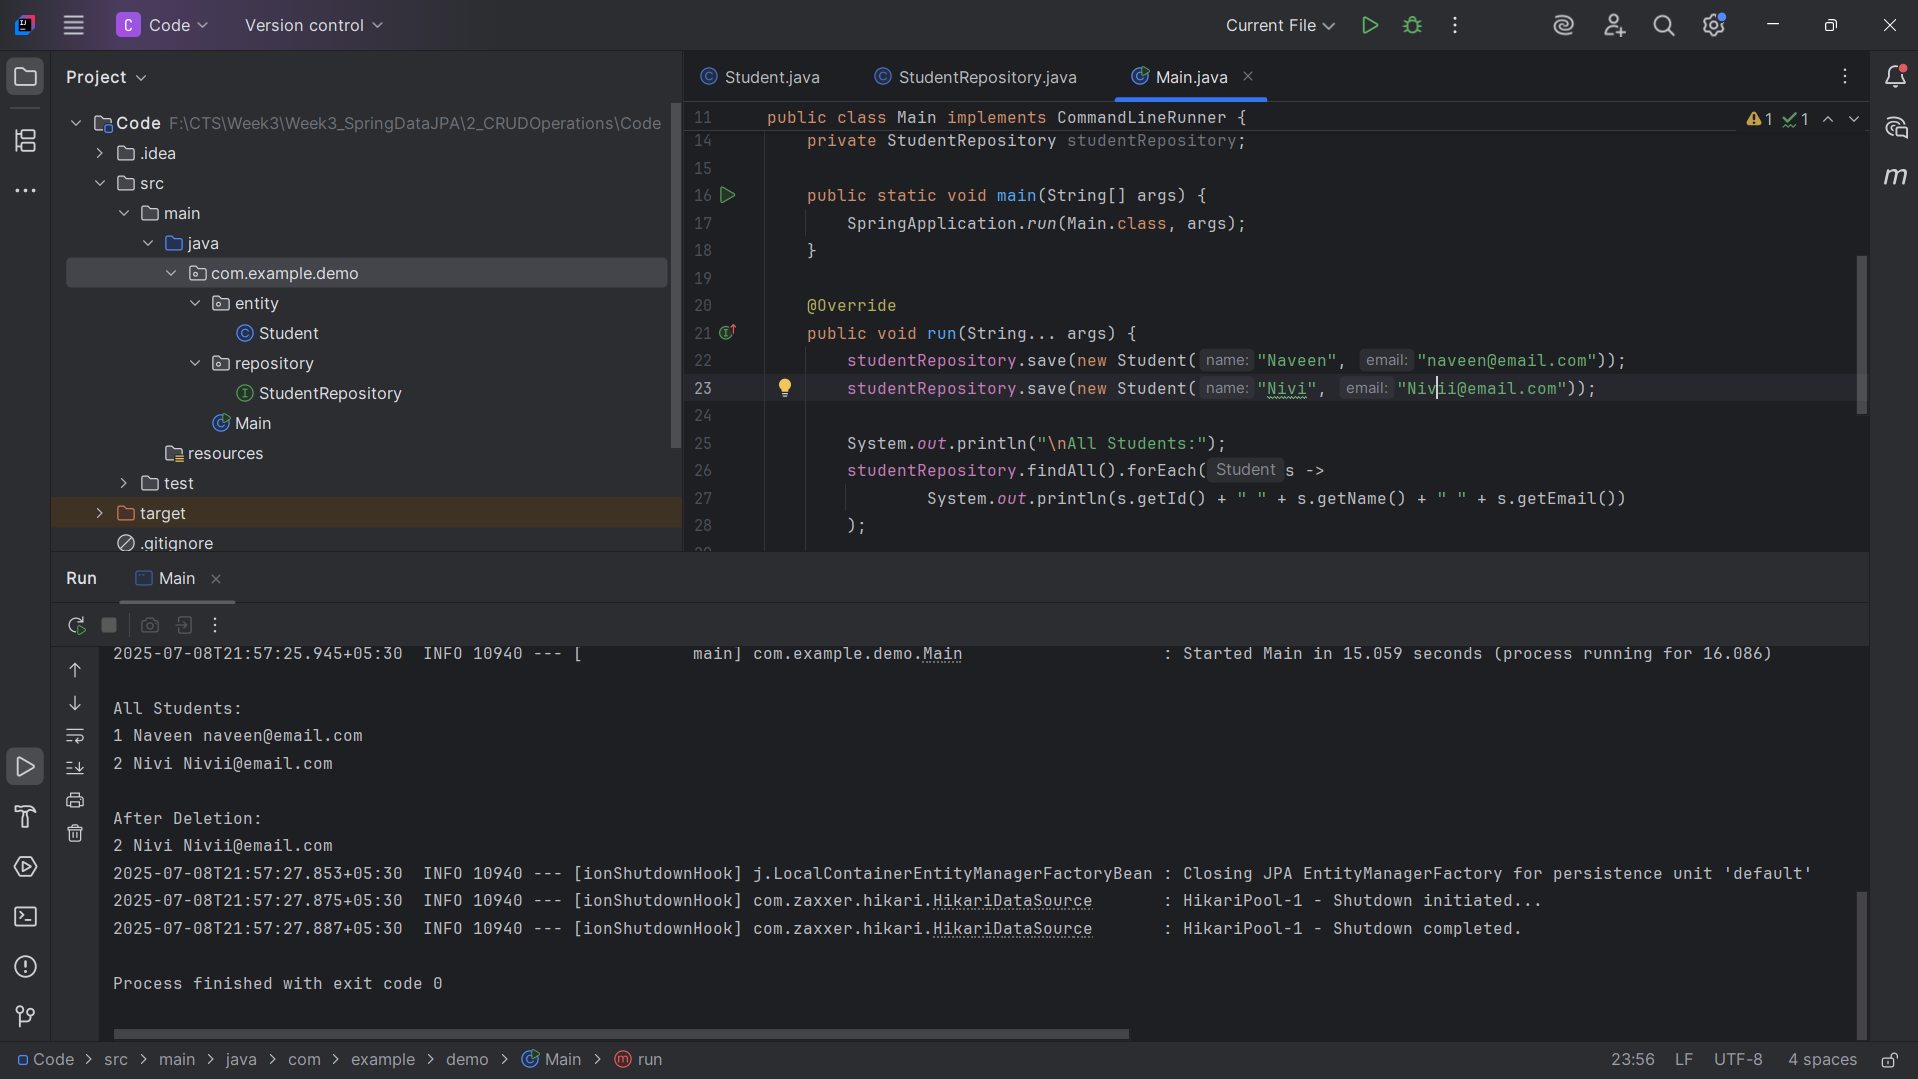 C Code Version control Current File
Project
Student.java StudentRepository.java Main.java
Code F:\CTS\Week3\Week3_SpringDataJPA\2_CRUDOperations\Code
.idea
src
main
java
com.example.demo
entity
Student
repository
StudentRepository
Main
resources
test
target
.gitignore
11 public class Main implements CommandLineRunner {
1 1
14 private StudentRepository studentRepository;
15
16 public static void main(String[] args) {
17 SpringApplication.run(Main.class, args);
18 }
19
20 @Override
21 public void run(String... args) {
22 studentRepository.save(new Student( name: "Naveen", email: "naveen@email.com"));
23 studentRepository.save(new Student( name: "Nivi", email: "Nivii@email.com"));
24
25 System.out.println("\nAll Students:");
26 studentRepository.findAll().forEach( Student s ->
27 System.out.println(s.getId() + " " + s.getName() + " " + s.getEmail())
28 );
Run Main
2025-07-08T21:57:25.945+05:30 INFO 10940 --- [ main] com.example.demo.Main : Started Main in 15.059 seconds (process running for 16.086)
All Students:
1 Naveen naveen@email.com
2 Nivi Nivii@email.com
After Deletion:
2 Nivi Nivii@email.com
2025-07-08T21:57:27.853+05:30 INFO 10940 --- [ionShutdownHook] j.LocalContainerEntityManagerFactoryBean : Closing JPA EntityManagerFactory for persistence unit 'default'
2025-07-08T21:57:27.875+05:30 INFO 10940 --- [ionShutdownHook] com.zaxxer.hikari.HikariDataSource : HikariPool-1 - Shutdown initiated...
2025-07-08T21:57:27.887+05:30 INFO 10940 --- [ionShutdownHook] com.zaxxer.hikari.HikariDataSource : HikariPool-1 - Shutdown completed.
Process finished with exit code 0
Code > src > main > java > com > example > demo > Main > run 23:56 LF UTF-8 4 spaces